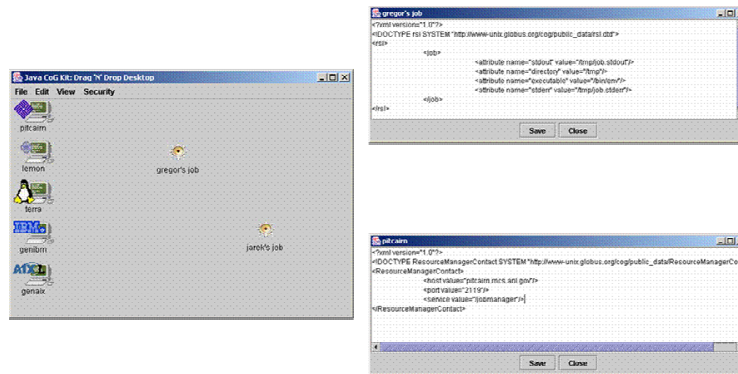 Java CoG Kit: Drag 'n' Drop Desktop
File Edit View Security
pitcairn
lemon
terra
IBM
genibm
AIX
genaix
gregor's job
jarek's job
gregor's job
<?xml version="1.0"?>
<!DOCTYPE rsl SYSTEM "http://www-unix.globus.org/cog/public_data/rsl.dtd">
<rsl>
<job>
<attribute name="stdout" value="/tmp/job.stdout"/>
<attribute name="directory" value="/tmp"/>
<attribute name="executable" value="/bin/env"/>
<attribute name="stderr" value="/tmp/job.stderr"/>
</job>
</rsl>
Save Close
pitcairn
<?xml version="1.0"?>
<!DOCTYPE ResourceManagerContact SYSTEM "http://www-unix.globus.org/cog/public_data/ResourceManagerCo
<ResourceManagerContact>
<host value="pitcairn.mcs.anl.gov"/>
<port value="2119"/>
<service value="/jobmanager"/>
</ResourceManagerContact>
Save Close